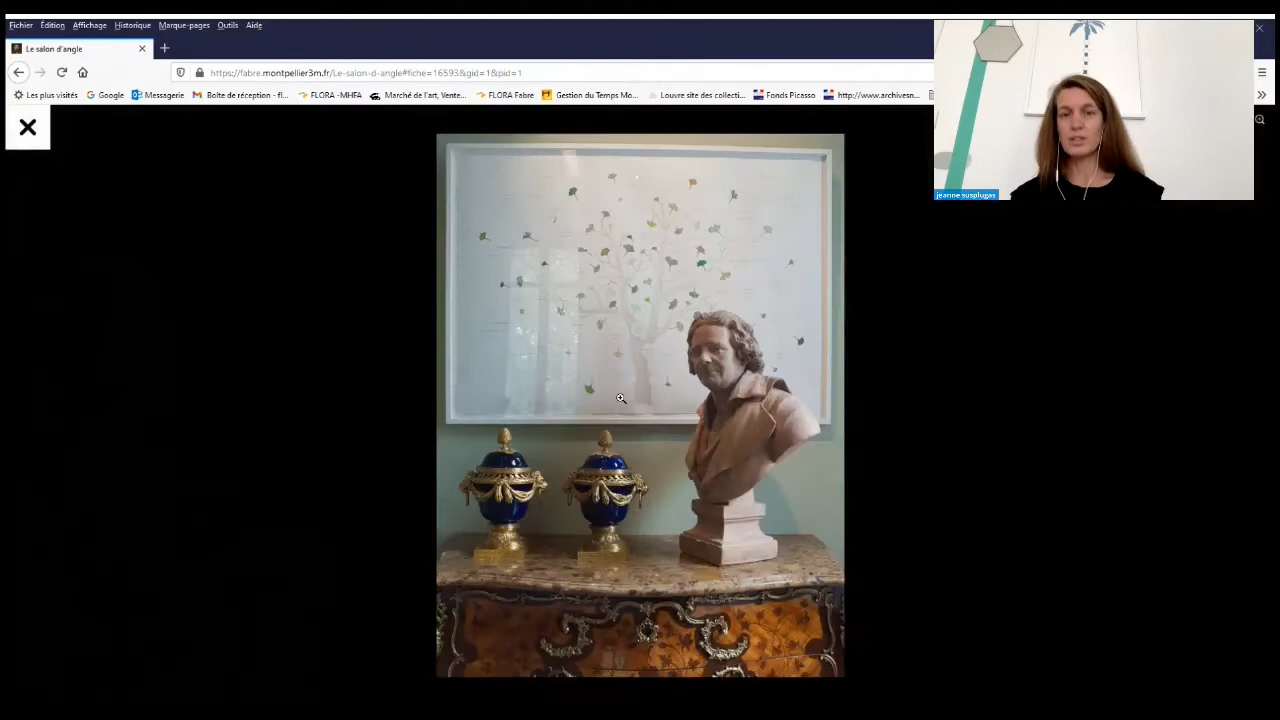 Fichier Édition Affichage Historique Marque-pages Outils Aide
Le salon d'angle
https://fabre.montpellier3m.fr/Le-salon-d-angle#fiche=16593&gid=1&pid=1
Les plus visités Google Messagerie Boîte de réception - fl... FLORA -MHFA Marché de l'art, Vente... FLORA Fabre Gestion du Temps Mo... Louvre site des collecti... Fonds Picasso http://www.archivesn...
jeanne susplugas